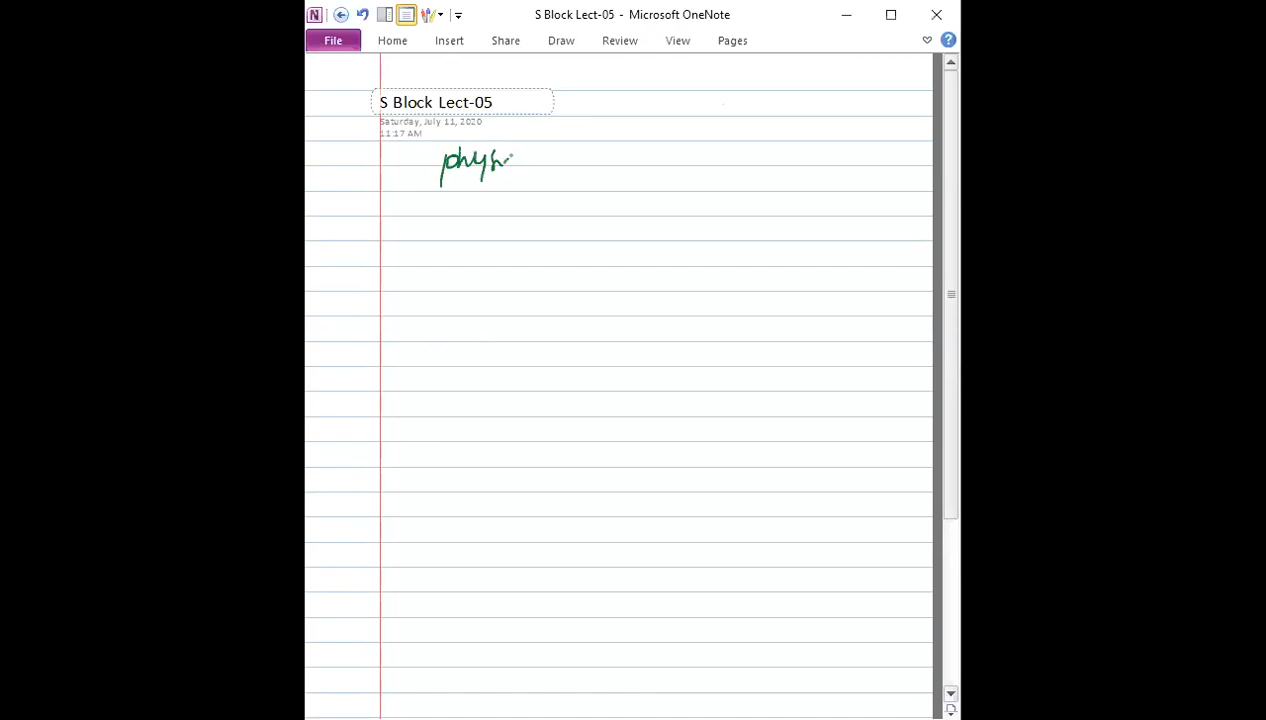 S Block Lect-05 - Microsoft OneNote
File Home Insert Share Draw Review View Pages
S Block Lect-05
Saturday, July 11, 2020
11:17 AM
physi